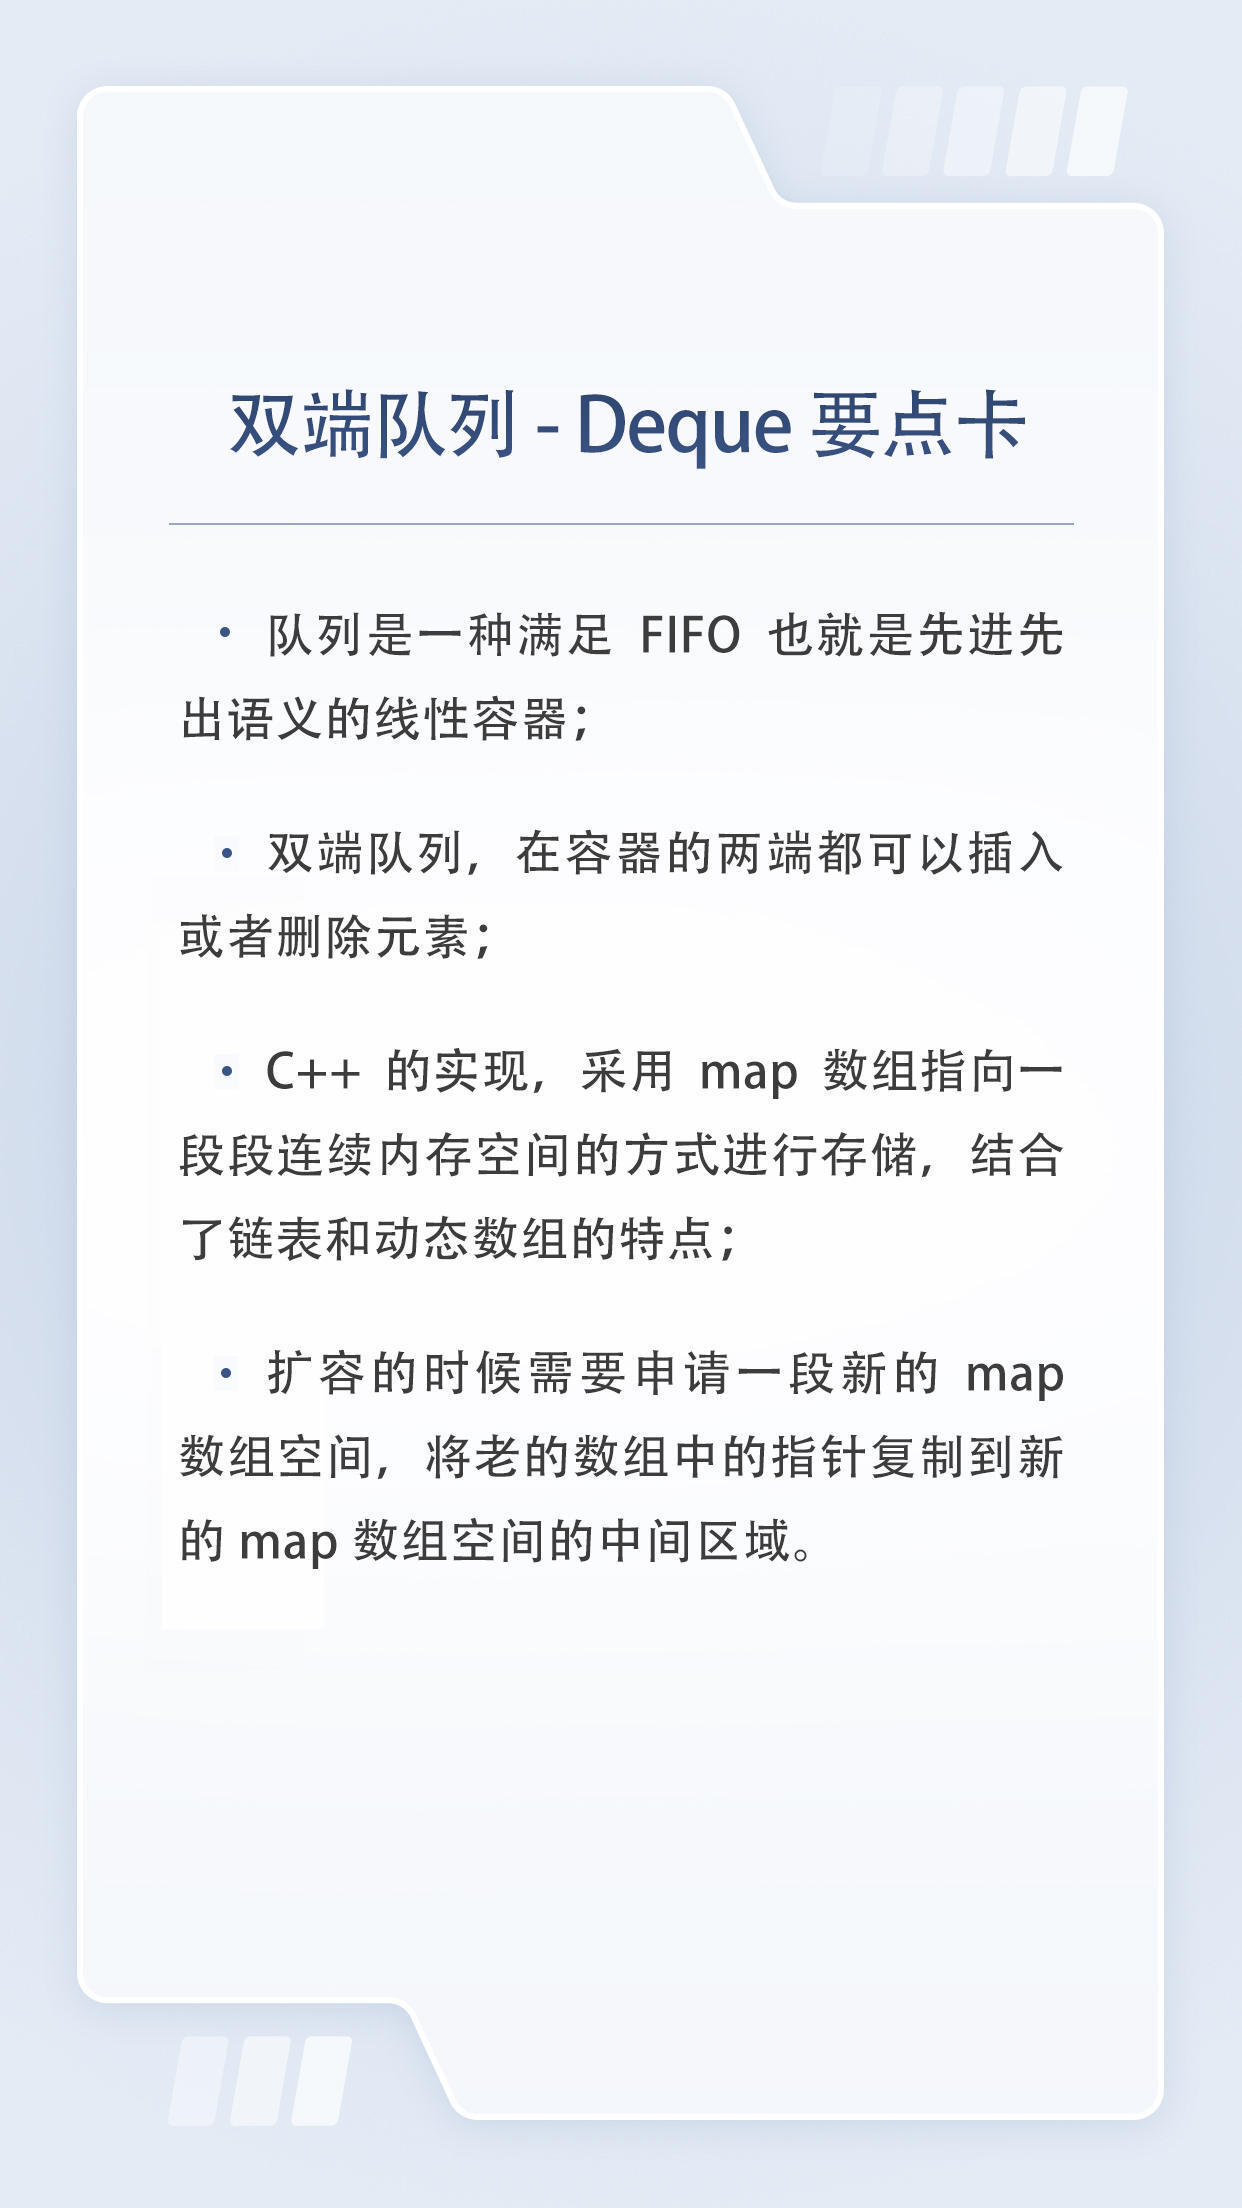 双端队列 - Deque 要点卡
• 队列是一种满足 FIFO 也就是先进先
出语义的线性容器；
• 双端队列，在容器的两端都可以插入
或者删除元素；
• C++ 的实现，采用 map 数组指向一
段段连续内存空间的方式进行存储，结合
了链表和动态数组的特点；
• 扩容的时候需要申请一段新的 map
数组空间，将老的数组中的指针复制到新
的 map 数组空间的中间区域。